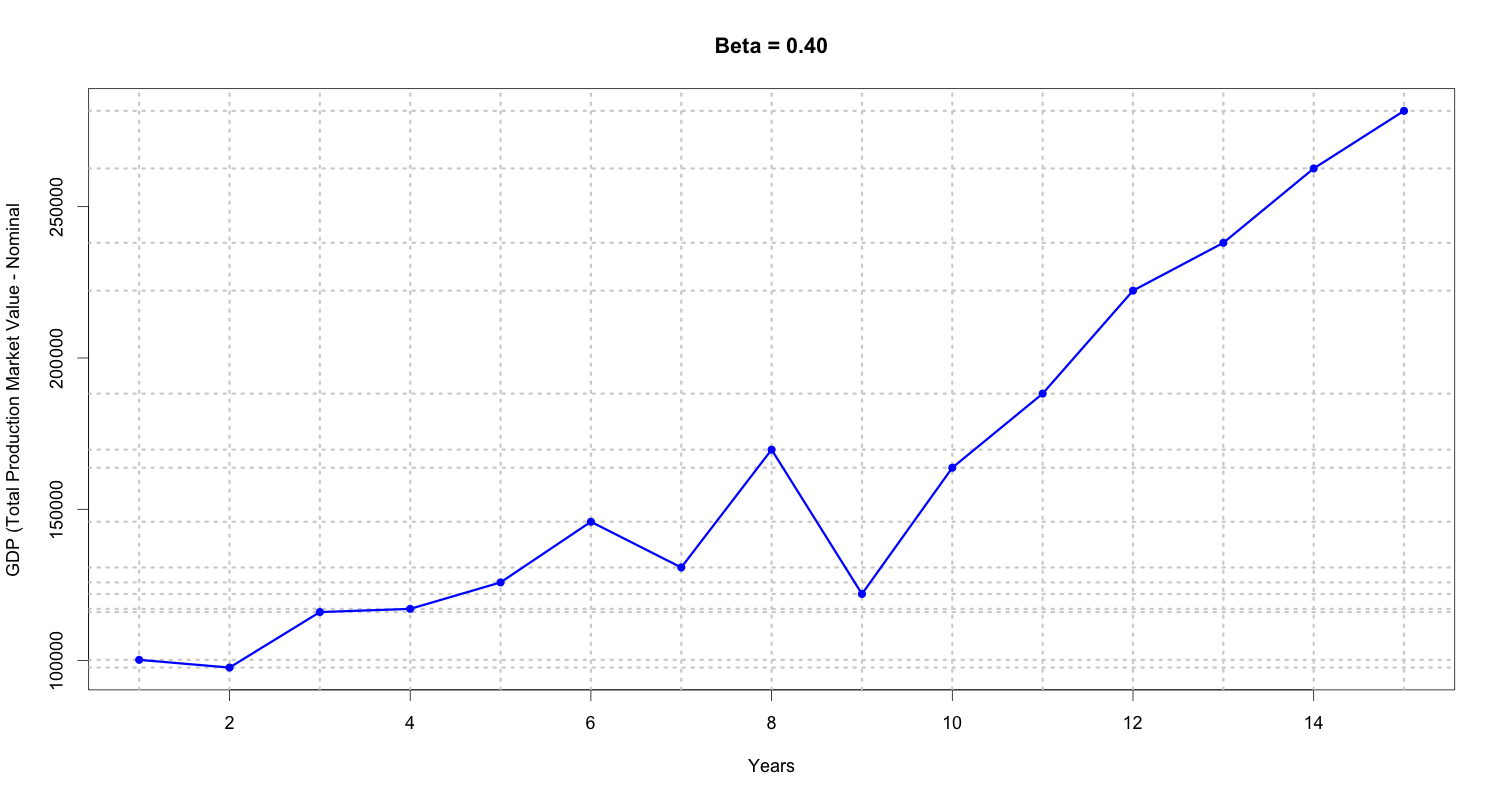 Beta = 0.40
GDP (Total Production Market Value - Nominal
250000
200000
150000
100000
2 4 6 8 10 12 14
Years